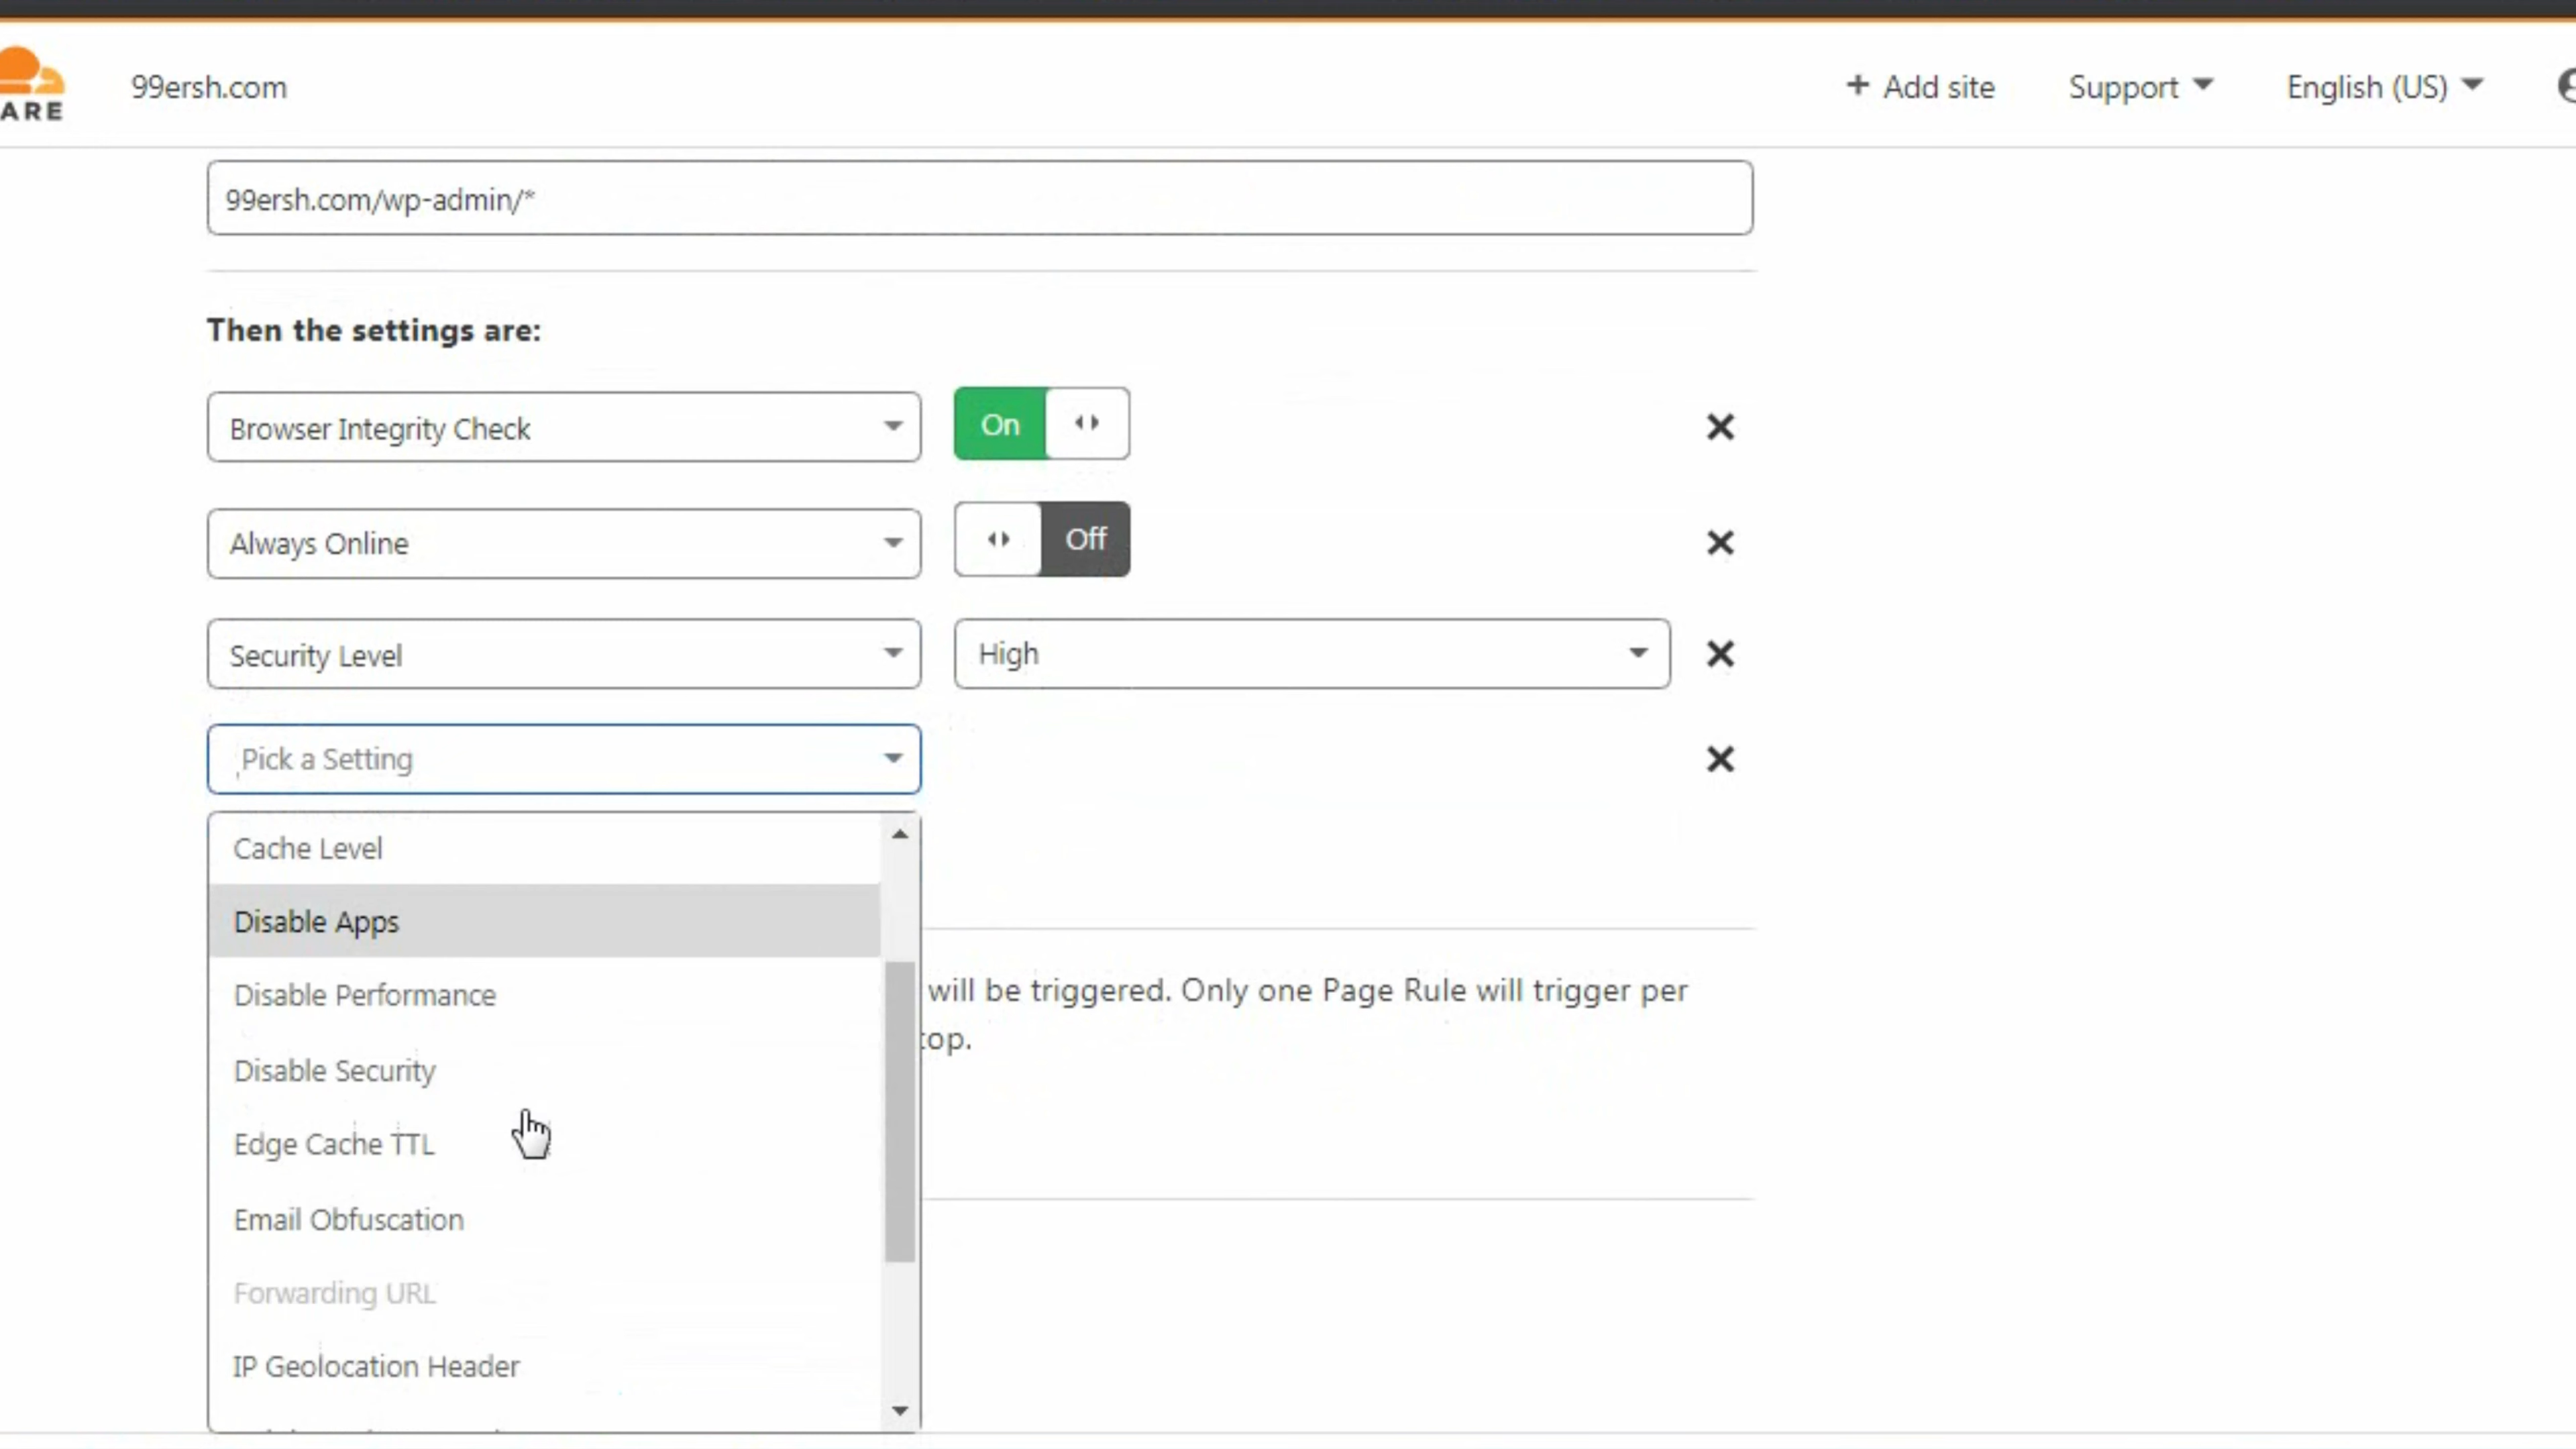 ARE
99ersh.com
+ Add site
Support
English (US)
99ersh.com/wp-admin/*
Then the settings are:
Browser Integrity Check
On
Always Online
Off
Security Level
High
Pick a Setting
Cache Level
Disable Apps
Disable Performance
will be triggered. Only one Page Rule will trigger per
top.
Disable Security
Edge Cache TTL
Email Obfuscation
Forwarding URL
IP Geolocation Header